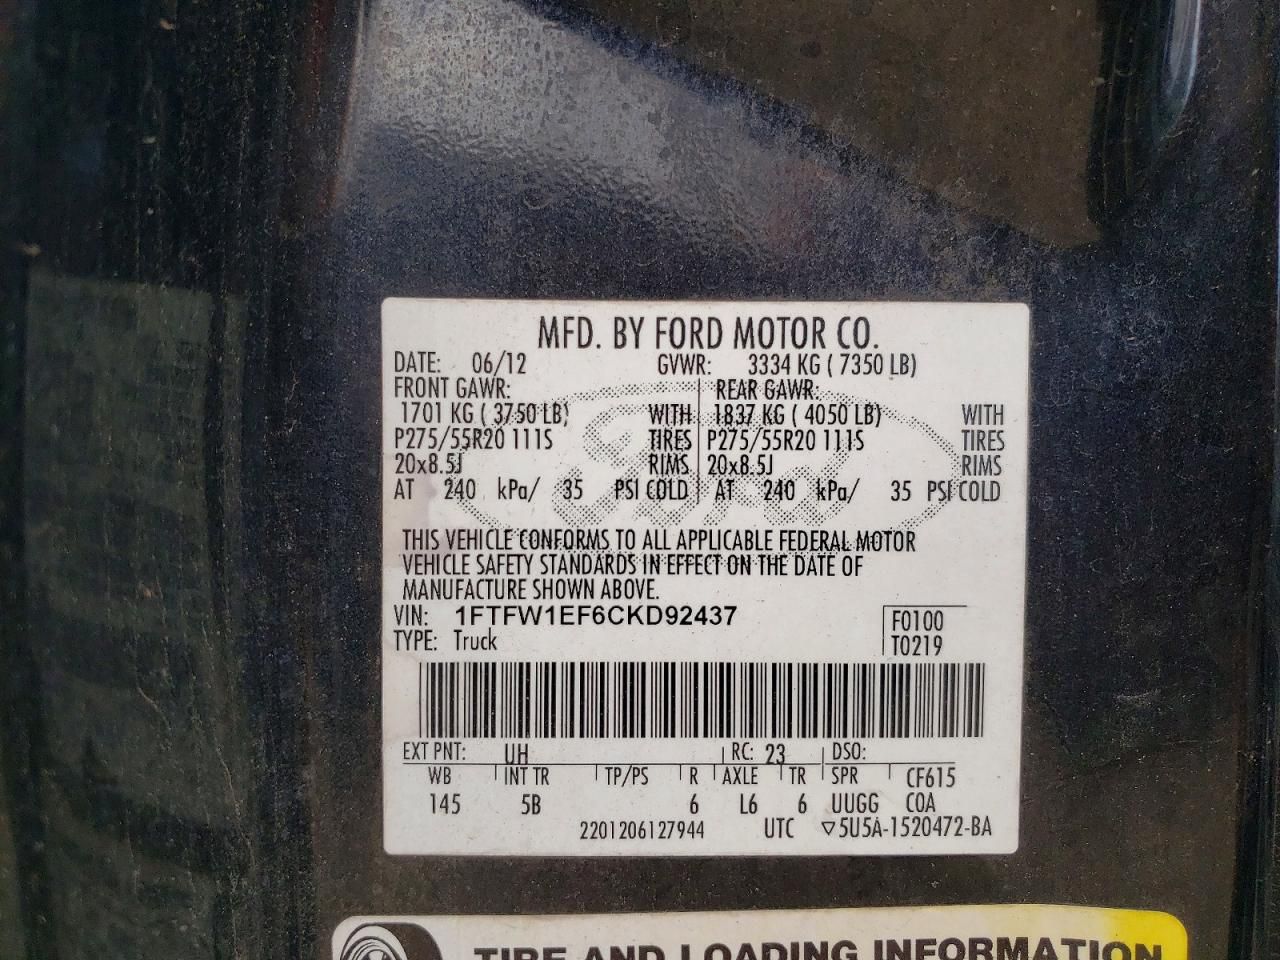 MFD. BY FORD MOTOR CO.
DATE: 06/12 GVWR: 3334 KG ( 7350 LB)
FRONT GAWR: REAR GAWR:
1701 KG ( 3750 LB) WITH 1837 KG ( 4050 LB) WITH
P275/55R20 111S TIRES P275/55R20 111S TIRES
20x8.5J RIMS 20x8.5J RIMS
AT 240 kPa/ 35 PSI COLD AT 240 kPa/ 35 PSI COLD
Ford
THIS VEHICLE CONFORMS TO ALL APPLICABLE FEDERAL MOTOR
VEHICLE SAFETY STANDARDS IN EFFECT ON THE DATE OF
MANUFACTURE SHOWN ABOVE.
VIN: 1FTFW1EF6CKD92437 F0100
TYPE: Truck T0219
EXT PNT: UH RC: 23 DSO:
WB INT TR TP/PS R AXLE TR SPR CF615
145 5B 6 L6 6 UUGG COA
2201206127944 UTC ▽5U5A-1520472-BA
TIRE AND LOADING INFORMATION